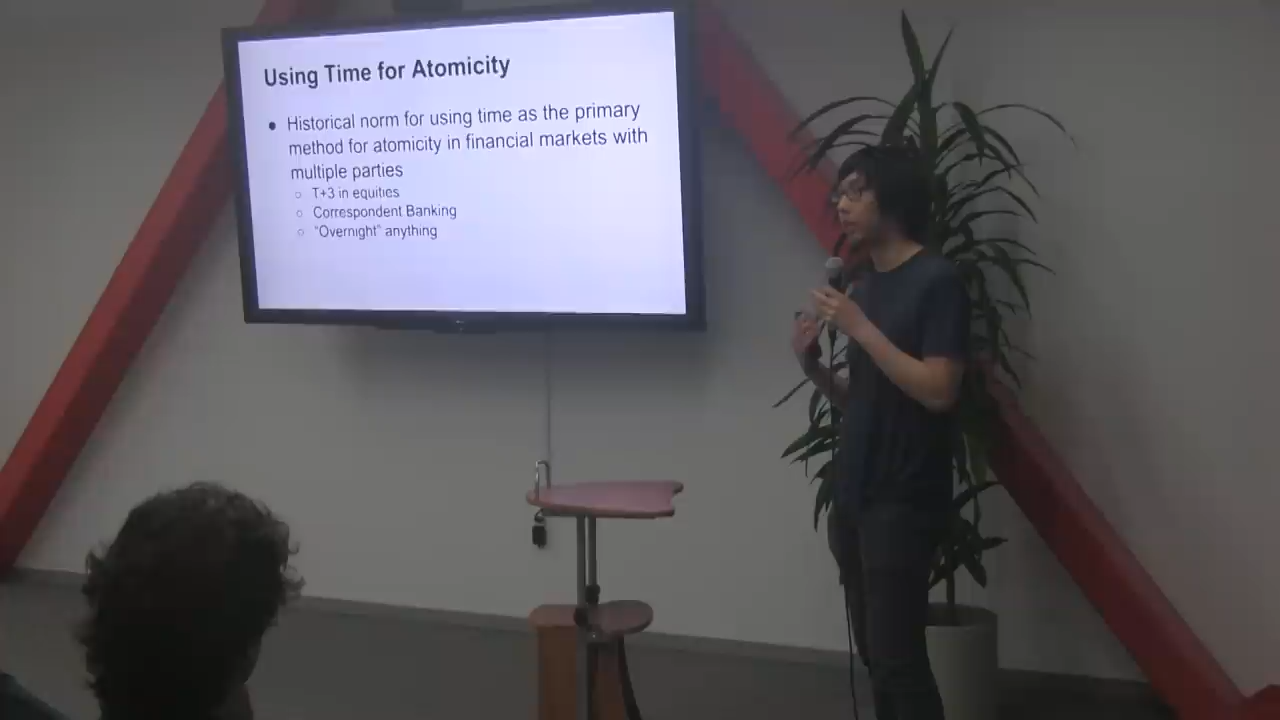 Using Time for Atomicity
● Historical norm for using time as the primary
method for atomicity in financial markets with
multiple parties
○ T+3 in equities
○ Correspondent Banking
○ "Overnight" anything